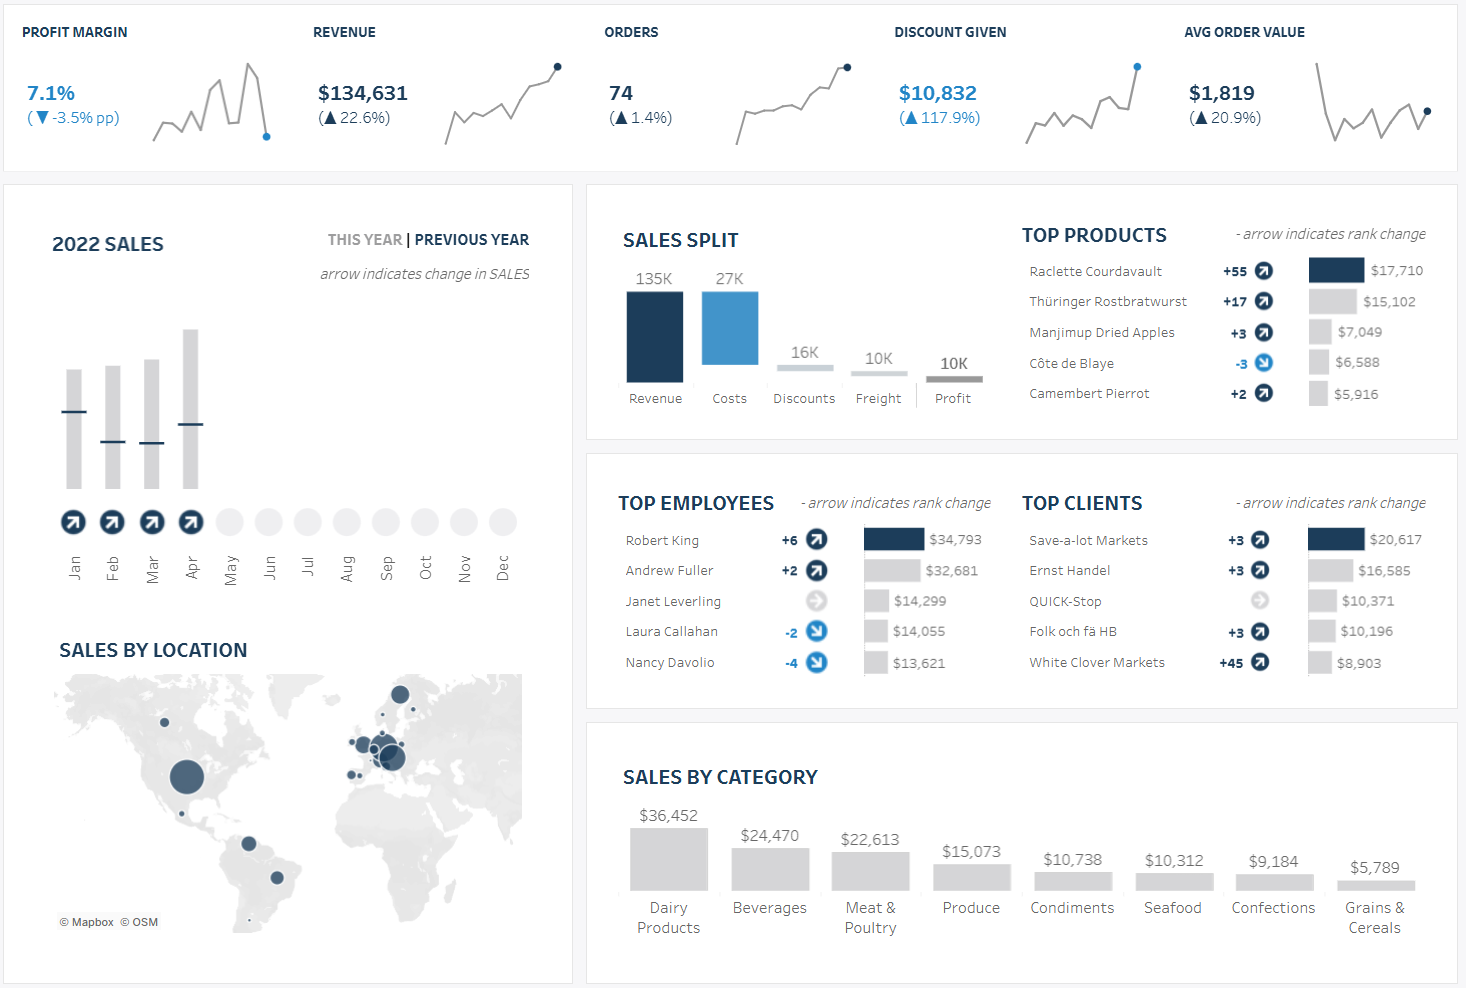 PROFIT MARGIN
7.1%
(▼ -3.5% pp)
REVENUE
$134,631
(▲ 22.6%)
ORDERS
74
(▲ 1.4%)
DISCOUNT GIVEN
$10,832
(▲ 117.9%)
AVG ORDER VALUE
$1,819
(▲ 20.9%)
2022 SALES
THIS YEAR | PREVIOUS YEAR
arrow indicates change in SALES
Jan
Feb
Mar
Apr
May
Jun
Jul
Aug
Sep
Oct
Nov
Dec
SALES BY LOCATION
© Mapbox © OSM
SALES SPLIT
135K
27K
16K
10K
10K
Revenue
Costs
Discounts
Freight
Profit
TOP PRODUCTS
- arrow indicates rank change
Raclette Courdavault +55 $17,710
Thüringer Rostbratwurst +17 $15,102
Manjimup Dried Apples +3 $7,049
Côte de Blaye -3 $6,588
Camembert Pierrot +2 $5,916
TOP EMPLOYEES
- arrow indicates rank change
Robert King +6 $34,793
Andrew Fuller +2 $32,681
Janet Leverling $14,299
Laura Callahan -2 $14,055
Nancy Davolio -4 $13,621
TOP CLIENTS
- arrow indicates rank change
Save-a-lot Markets +3 $20,617
Ernst Handel +3 $16,585
QUICK-Stop $10,371
Folk och fä HB +3 $10,196
White Clover Markets +45 $8,903
SALES BY CATEGORY
$36,452
$24,470
$22,613
$15,073
$10,738
$10,312
$9,184
$5,789
Dairy
Products
Beverages
Meat &
Poultry
Produce
Condiments
Seafood
Confections
Grains &
Cereals